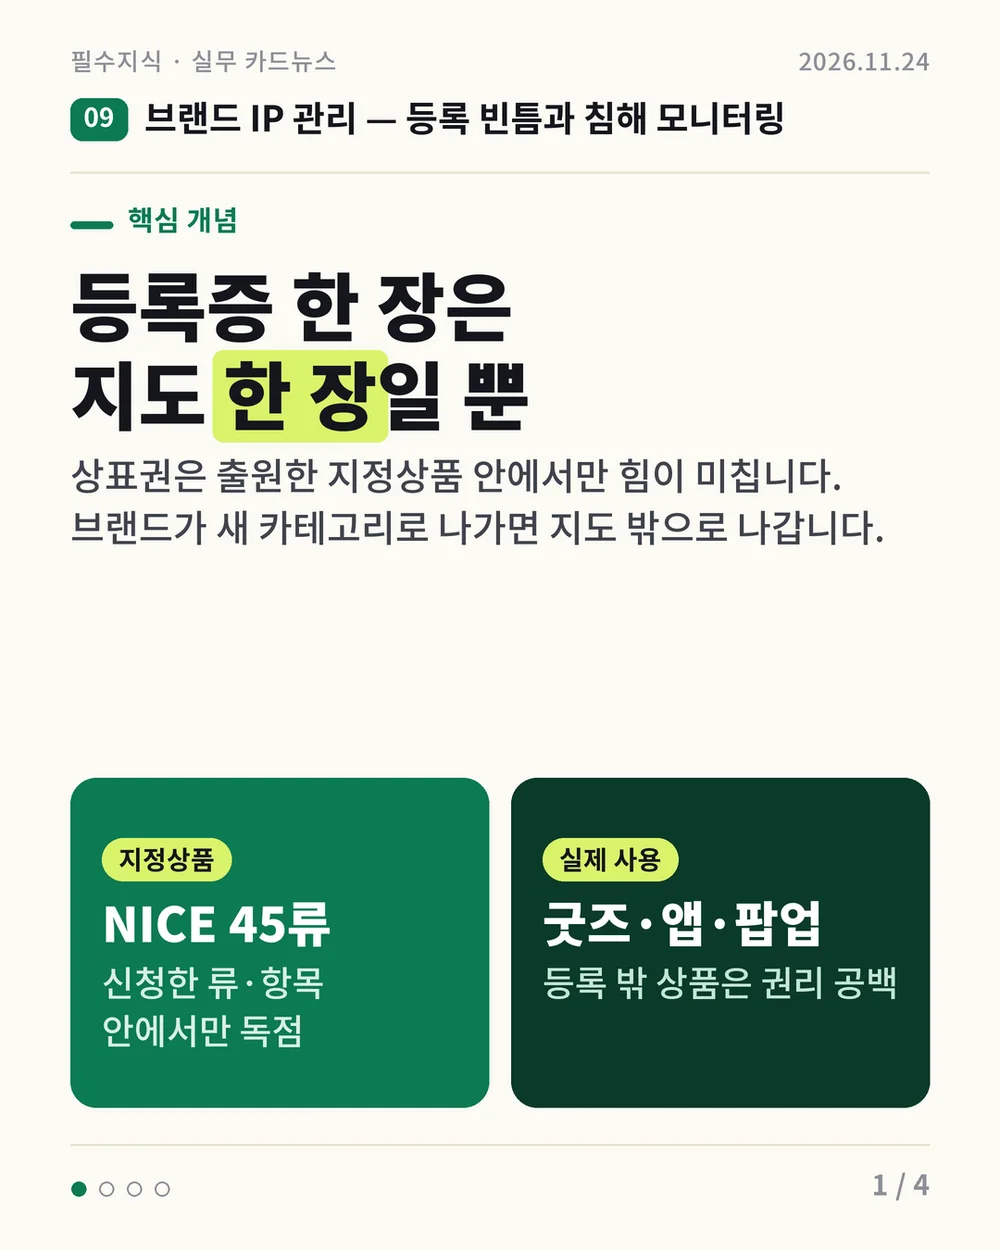 필수지식 · 실무 카드뉴스
2026.11.24
09 브랜드 IP 관리 — 등록 빈틈과 침해 모니터링
핵심 개념
등록증 한 장은
지도 한 장일 뿐
상표권은 출원한 지정상품 안에서만 힘이 미칩니다.
브랜드가 새 카테고리로 나가면 지도 밖으로 나갑니다.
지정상품
NICE 45류
신청한 류·항목
안에서만 독점
실제 사용
굿즈·앱·팝업
등록 밖 상품은 권리 공백
1 / 4